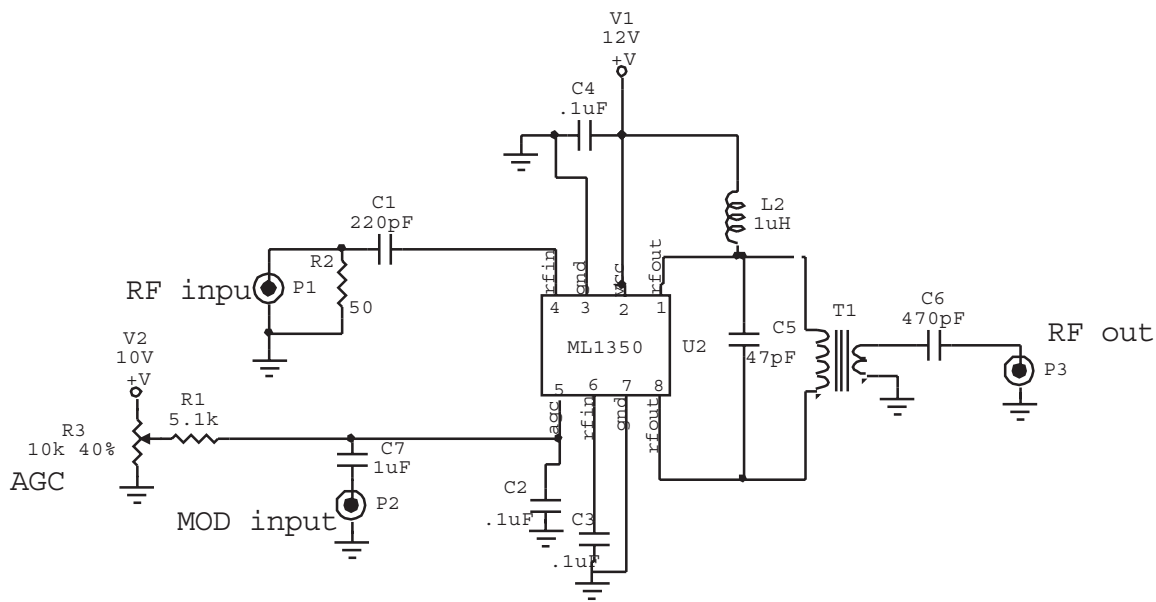 V1
12V
+V
C4
.1uF
L2
1uH
C1
220pF
R2
50
RF inpu
P1
rfin
gnd
vcc
rfout
4 3 2 1
ML1350
U2
5 6 7 8
agc
rfin
gnd
rfout
C5
47pF
T1
C6
470pF
RF out
P3
V2
10V
+V
R1
5.1k
R3
10k 40%
AGC
C7
1uF
P2
MOD input
C2
.1uF
C3
.1uF